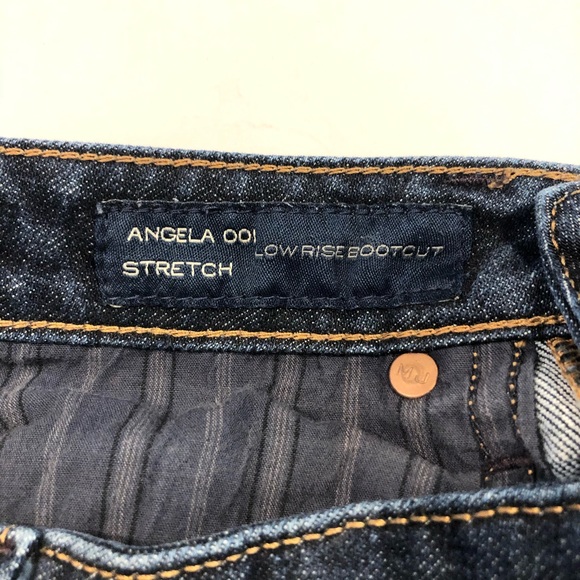 ANGELA 001
LOW RISE BOOTCUT
STRETCH